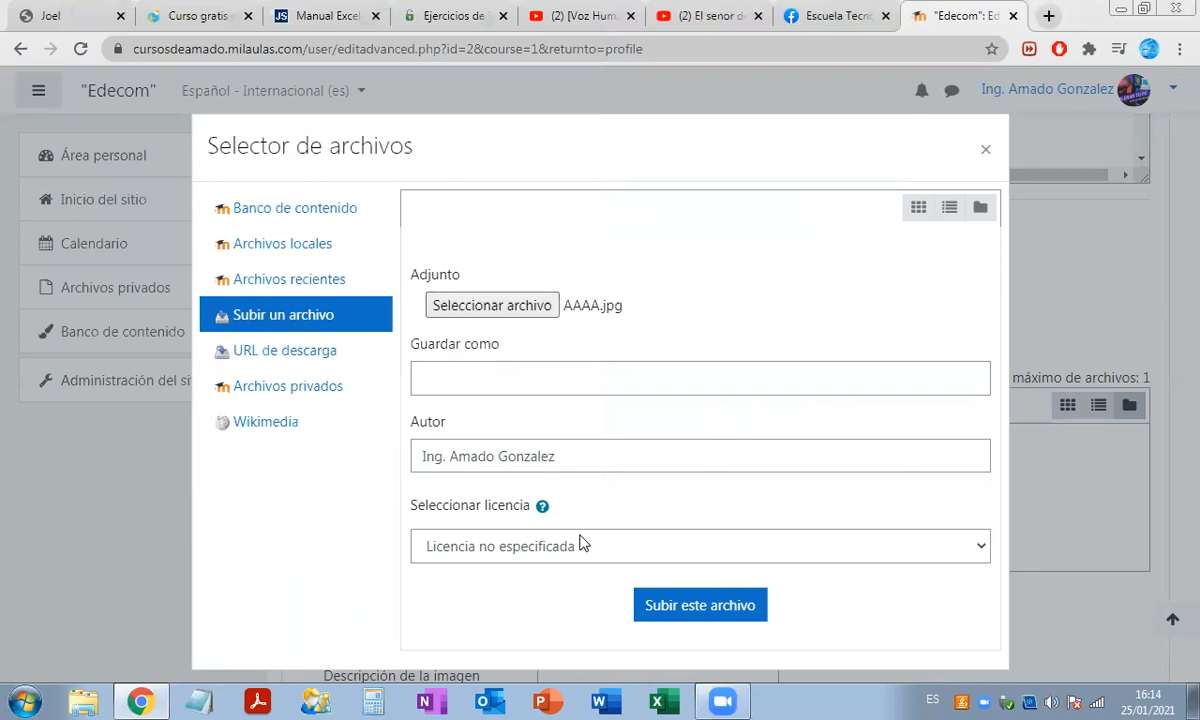 Joel
Curso gratis
Manual Excel
Ejercicios de
(2) [Voz Hum
(2) El senor d
Escuela Tecn
"Edecom": Ed
cursosdeamado.milaulas.com/user/editadvanced.php?id=2&course=1&returnto=profile
"Edecom"
Español - Internacional (es)
Ing. Amado Gonzalez
Área personal
Inicio del sitio
Calendario
Archivos privados
Banco de contenido
Administración del si
Selector de archivos
Banco de contenido
Archivos locales
Archivos recientes
Subir un archivo
URL de descarga
Archivos privados
Wikimedia
Adjunto
Seleccionar archivo AAAA.jpg
Guardar como
Autor
Ing. Amado Gonzalez
Seleccionar licencia
Licencia no especificada
Subir este archivo
máximo de archivos: 1
Descripción de la imagen
ES
16:14
25/01/2021